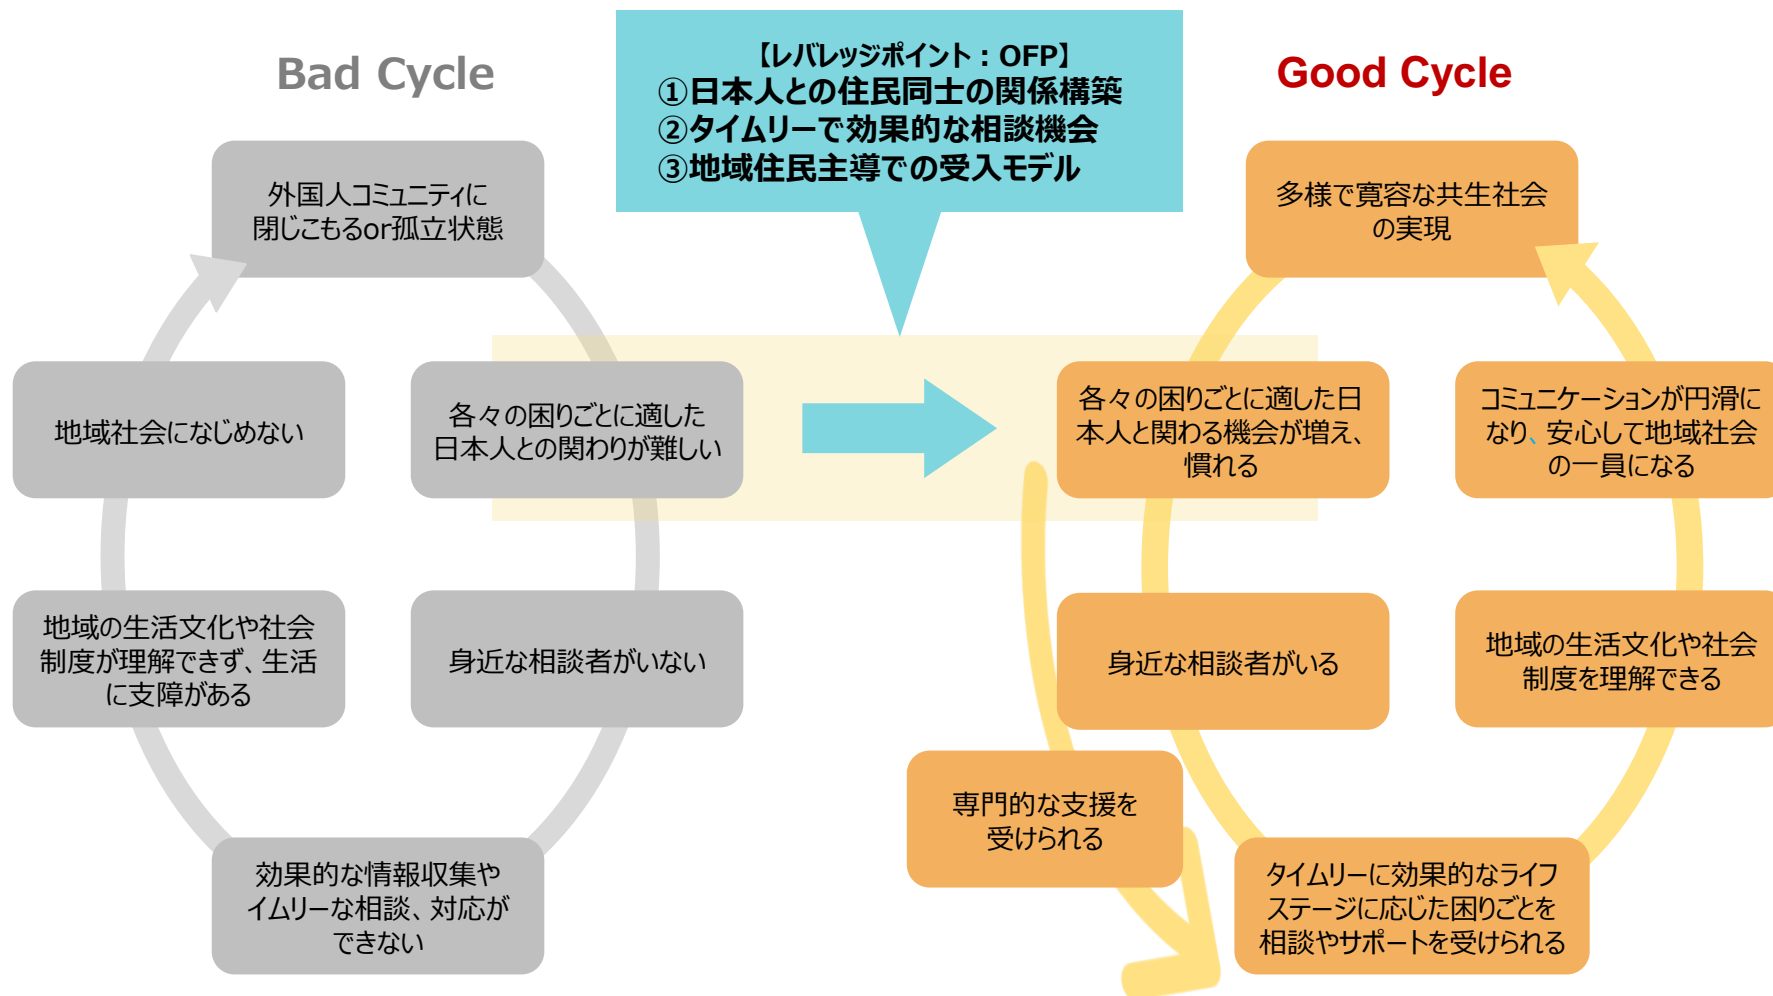 Bad Cycle
【レバレッジポイント：OFP】
①日本人との住民同士の関係構築
②タイムリーで効果的な相談機会
③地域住民主導での受入モデル
Good Cycle
外国人コミュニティに
閉じこもるor孤立状態
地域社会になじめない
各々の困りごとに適した
日本人との関わりが難しい
地域の生活文化や社会
制度が理解できず、生活
に支障がある
身近な相談者がいない
効果的な情報収集や
イムリーな相談、対応が
できない
多様で寛容な共生社会
の実現
各々の困りごとに適した日
本人と関わる機会が増え、
慣れる
コミュニケーションが円滑に
なり、安心して地域社会
の一員になる
身近な相談者がいる
地域の生活文化や社会
制度を理解できる
専門的な支援を
受けられる
タイムリーに効果的なライフ
ステージに応じた困りごとを
相談やサポートを受けられる